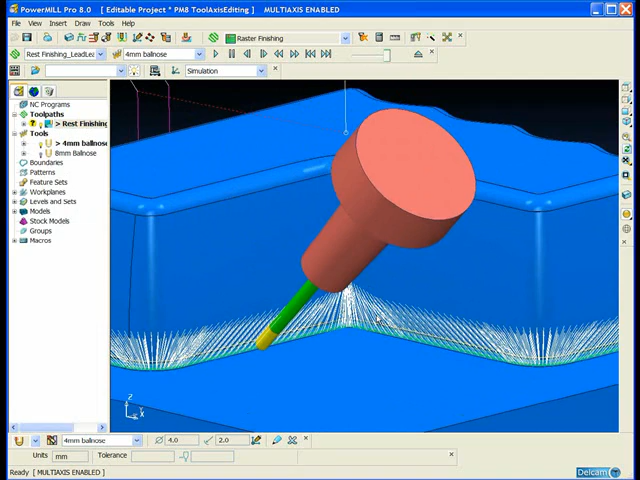 PowerMILL Pro 8.0 [ Editable Project * PM8 ToolAxisEditing ] MULTIAXIS ENABLED
File View Insert Draw Tools Help
Raster Finishing
Rest Finishing_LeadLea 4mm ballnose
Simulation
NC Programs
Toolpaths
> Rest Finishing
Tools
> 4mm ballnose
8mm Ballnose
Boundaries
Patterns
Feature Sets
Workplanes
Levels and Sets
Models
Stock Models
Groups
Macros
Z
Y
X
4mm ballnose 4.0 2.0
Units mm Tolerance
Ready [ MULTIAXIS ENABLED ] Delcam